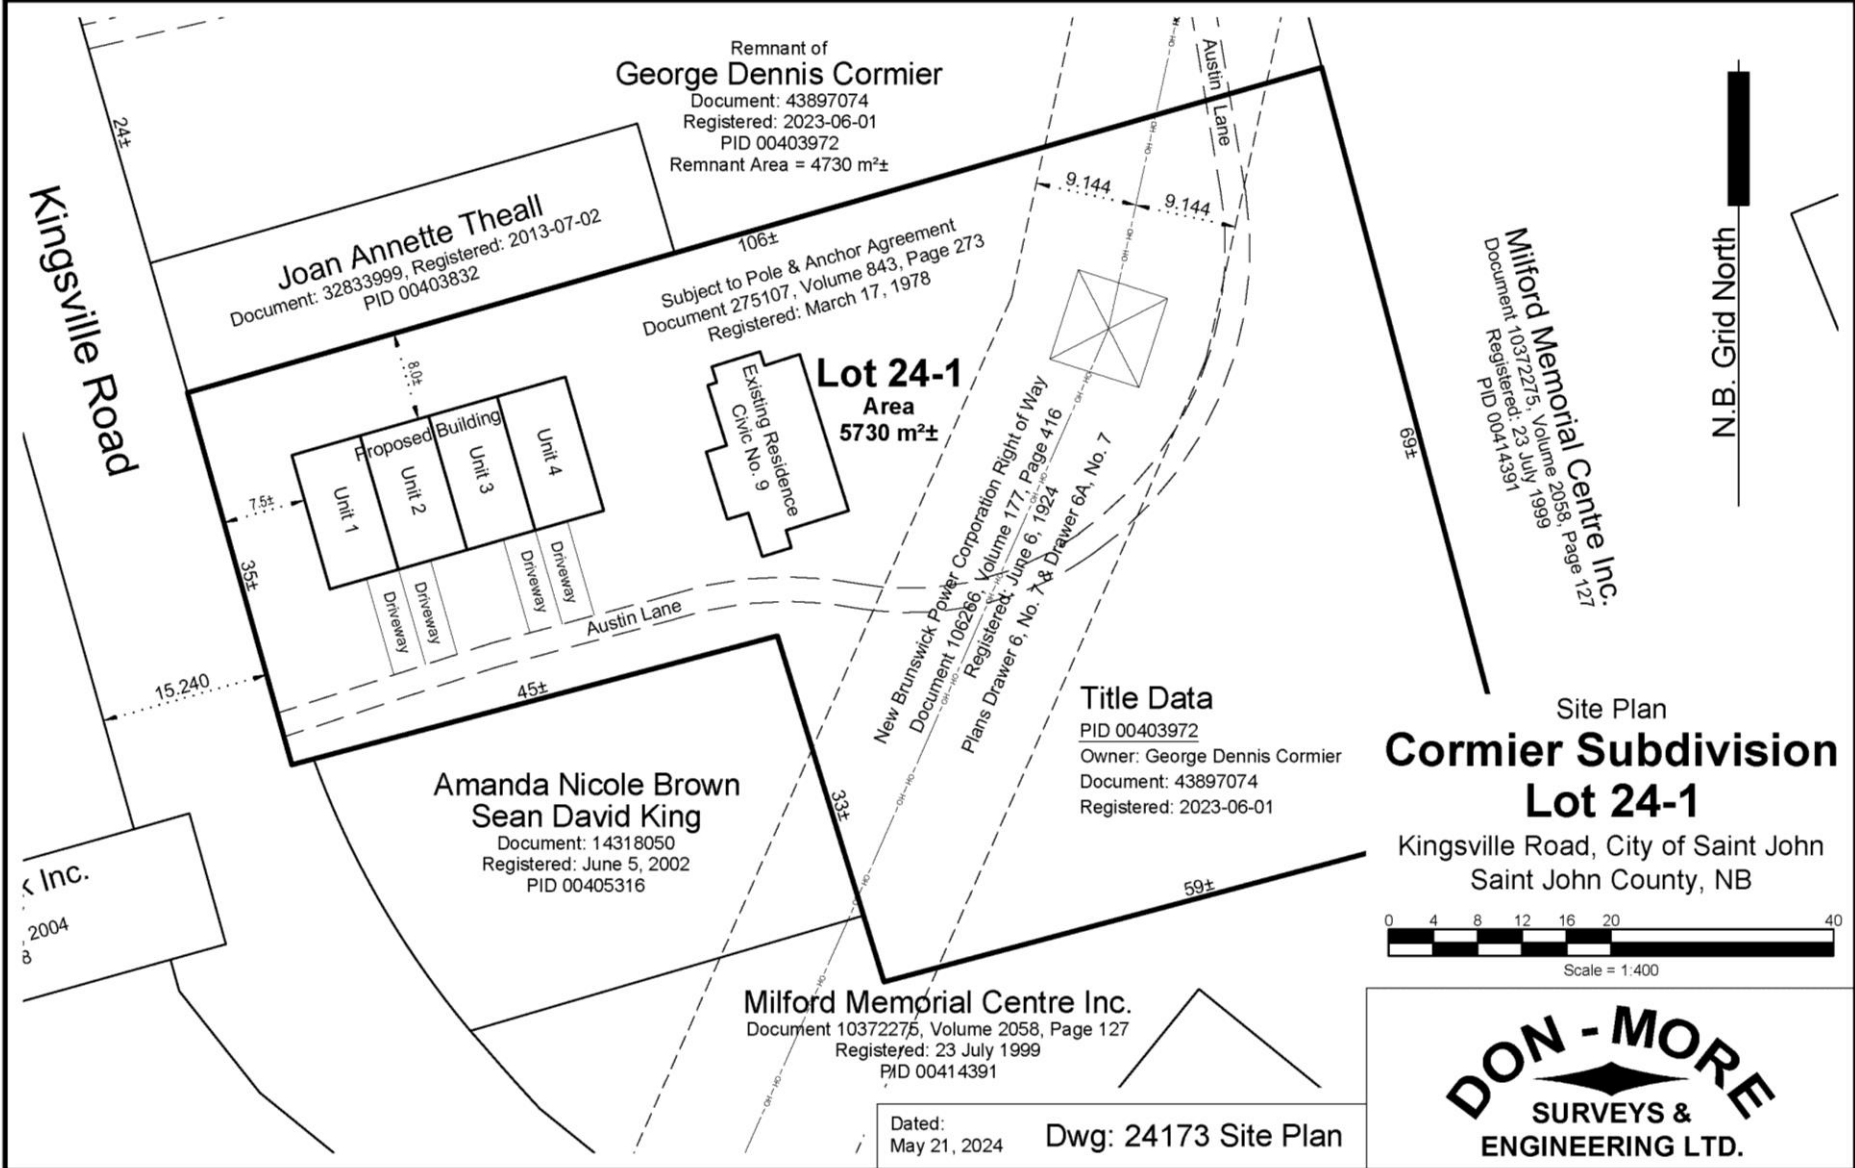 24±
Kingsville Road
Remnant of
George Dennis Cormier
Document: 43897074
Registered: 2023-06-01
PID 00403972
Remnant Area = 4730 m²±
Joan Annette Theall
Document: 32833999, Registered: 2013-07-02
PID 00403832
106±
Subject to Pole & Anchor Agreement
Document 275107, Volume 843, Page 273
Registered: March 17, 1978
Austin Lane
9.144
9.144
8.0±
Proposed Building
Unit 1
Unit 2
Unit 3
Unit 4
7.5±
35±
Driveway
Driveway
Driveway
Driveway
Existing Residence
Civic No. 9
Lot 24-1
Area
5730 m²±
New Brunswick Power Corporation Right of Way
Document 106266, Volume 177, Page 416
Registered: June 6, 1924
Plans Drawer 6, No. 7 & Drawer 6A, No. 7
69±
Milford Memorial Centre Inc.
Document 10372275, Volume 2058, Page 127
Registered: 23 July 1999
PID 00414391
N.B. Grid North
Austin Lane
15.240
45±
33±
59±
Amanda Nicole Brown
Sean David King
Document: 14318050
Registered: June 5, 2002
PID 00405316
k Inc.
, 2004
8
Title Data
PID 00403972
Owner: George Dennis Cormier
Document: 43897074
Registered: 2023-06-01
Milford Memorial Centre Inc.
Document 10372275, Volume 2058, Page 127
Registered: 23 July 1999
PID 00414391
Site Plan
Cormier Subdivision
Lot 24-1
Kingsville Road, City of Saint John
Saint John County, NB
0 4 8 12 16 20 40
Scale = 1:400
Dated:
May 21, 2024
Dwg: 24173 Site Plan
DON-MORE
SURVEYS &
ENGINEERING LTD.